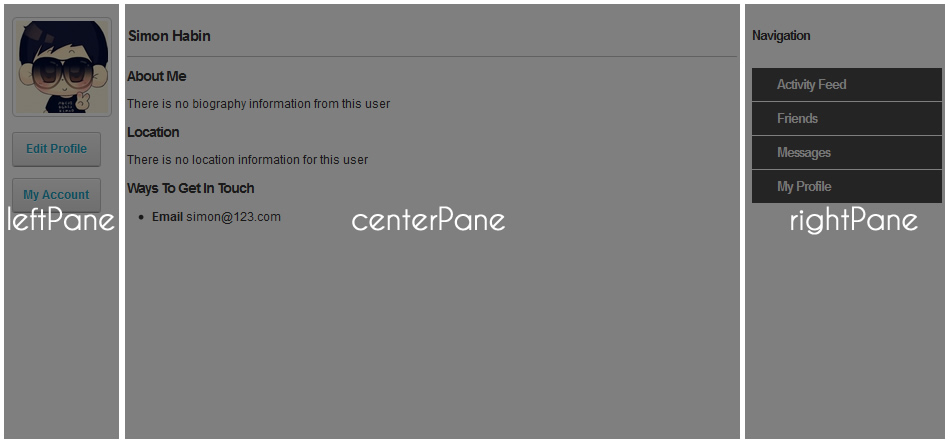 Edit Profile
My Account
leftPane
Simon Habin
About Me
There is no biography information from this user
Location
There is no location information for this user
Ways To Get In Touch
• Email simon@123.com
centerPane
Navigation
Activity Feed
Friends
Messages
My Profile
rightPane